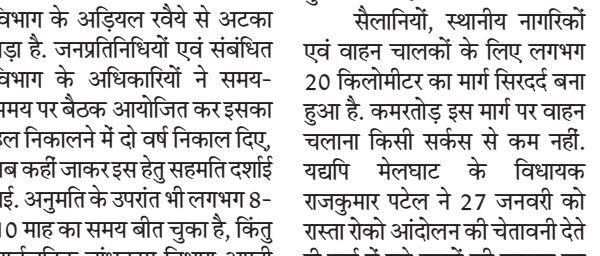 विभाग के अड़ियल रवैये से अटका
पड़ा है. जनप्रतिनिधियों एवं संबंधित
विभाग के अधिकारियों ने समय-
समय पर बैठक आयोजित कर इसका
हल निकालने में दो वर्ष निकाल दिए,
अब कहीं जाकर इस हेतु सहमति दर्शाई
गई. अनुमति के उपरांत भी लगभग 8-
10 माह का समय बीत चुका है, किंतु
सैलानियों, स्थानीय नागरिकों
एवं वाहन चालकों के लिए लगभग
20 किलोमीटर का मार्ग सिरदर्द बना
हुआ है. कमरतोड़ इस मार्ग पर वाहन
चलाना किसी सर्कस से कम नहीं.
यद्यपि मेलघाट के विधायक
राजकुमार पटेल ने 27 जनवरी को
रास्ता रोको आंदोलन की चेतावनी देते